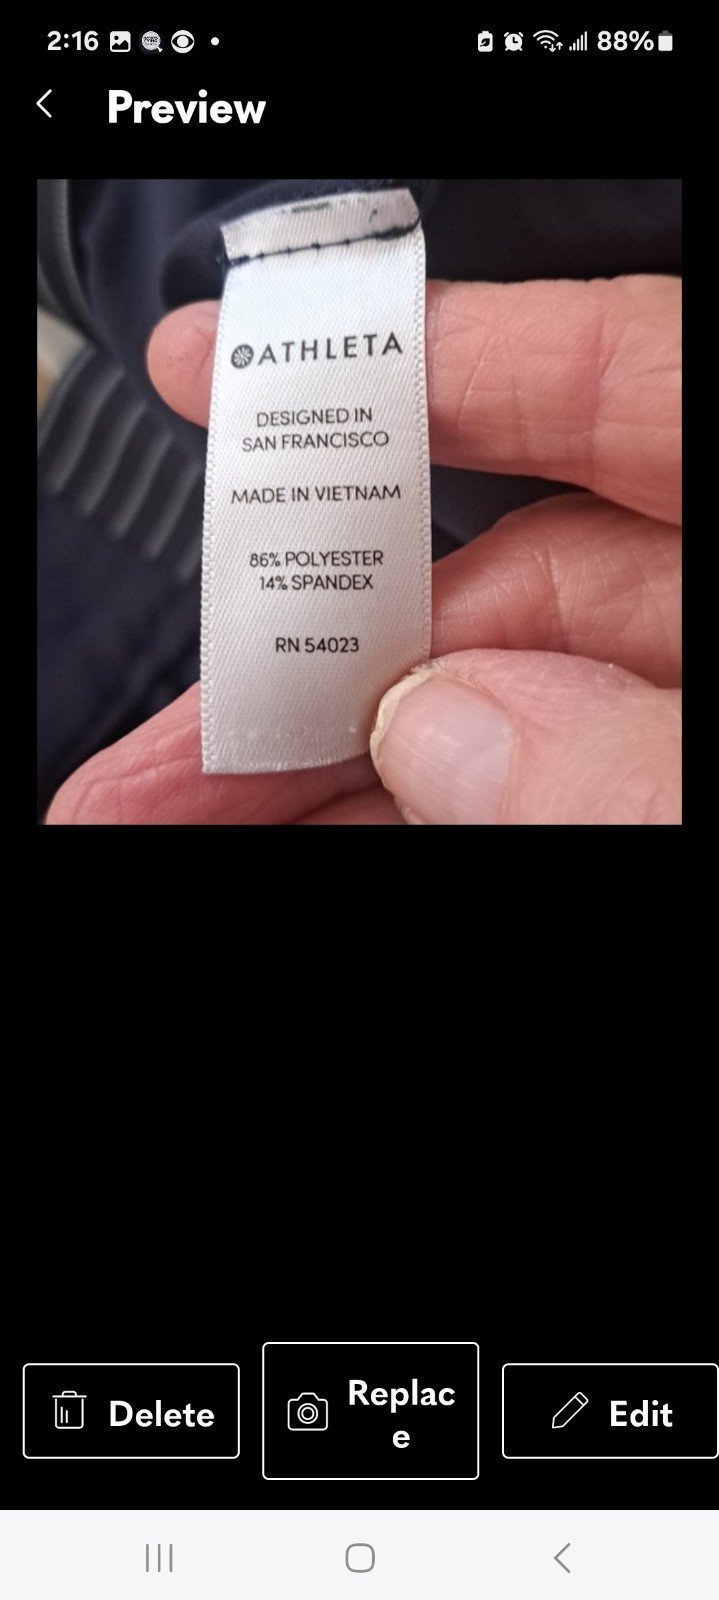 2:16
88%
Preview
ATHLETA
DESIGNED IN
SAN FRANCISCO
MADE IN VIETNAM
86% POLYESTER
14% SPANDEX
RN 54023
Delete
Replac
e
Edit